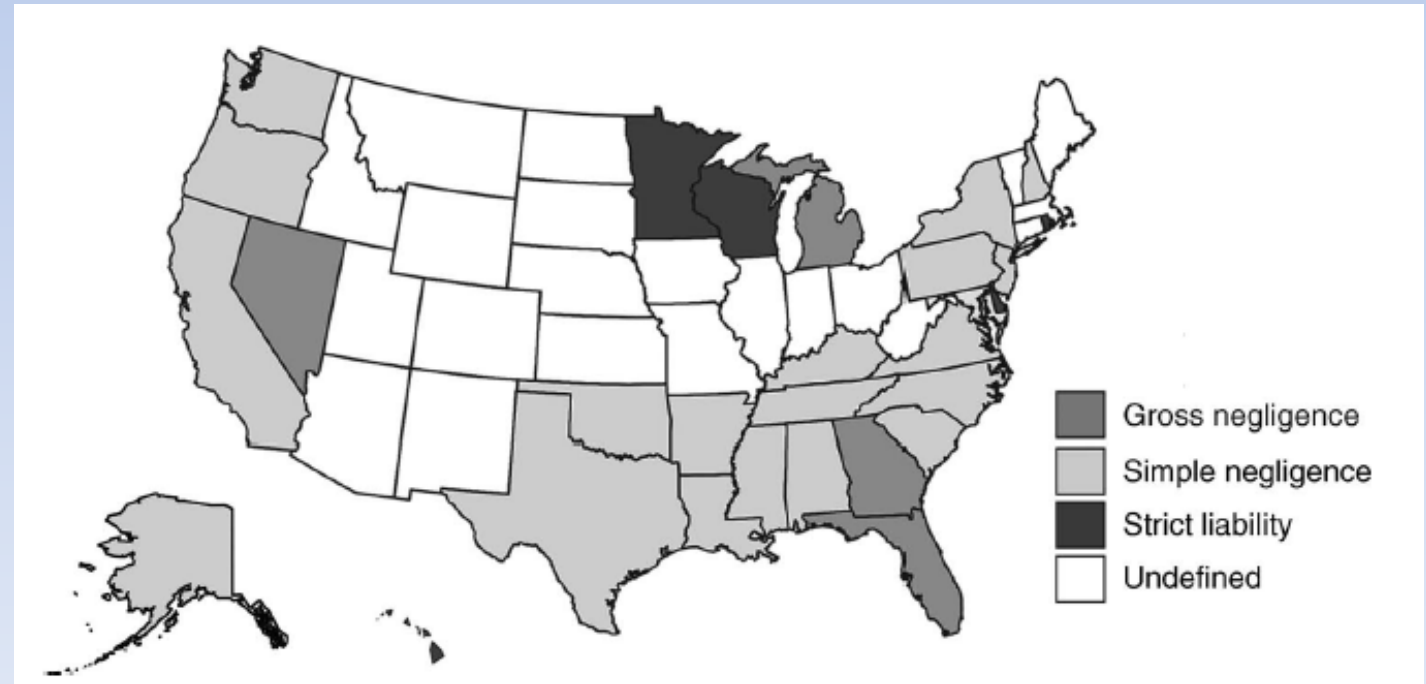 Gross negligence
Simple negligence
Strict liability
Undefined